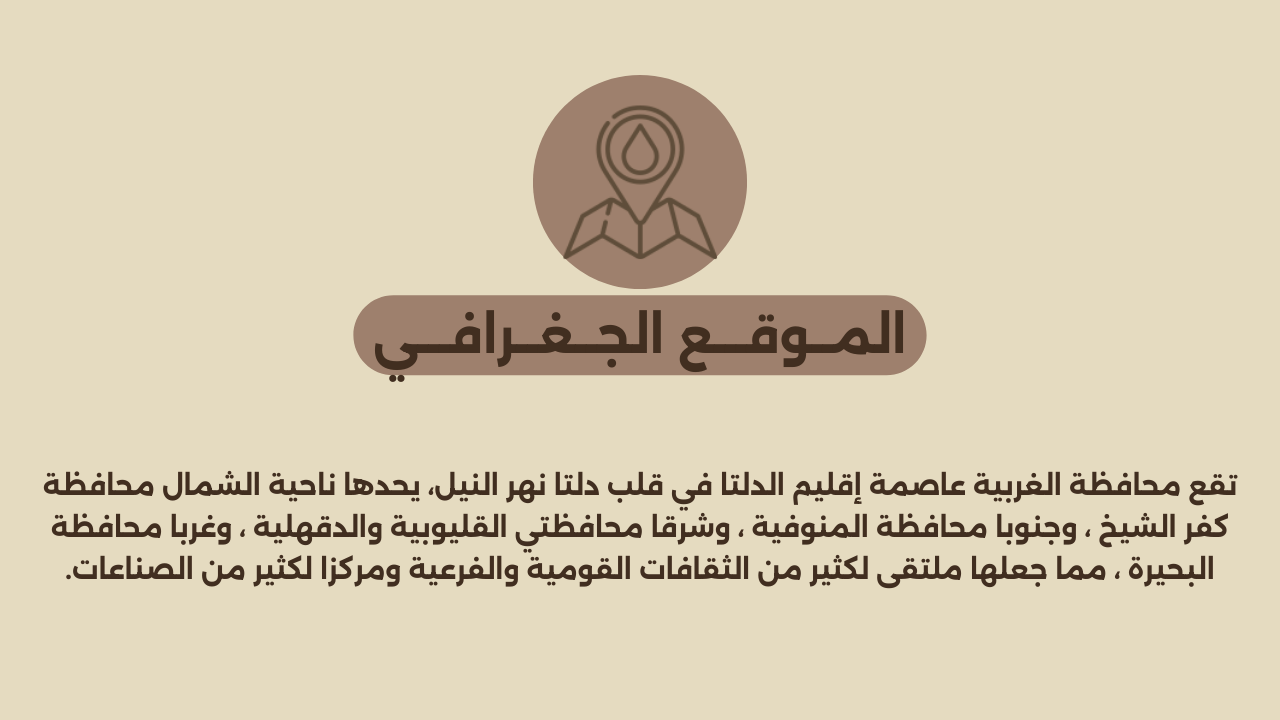 الموقع الجغرافي
تقع محافظة الغربية عاصمة إقليم الدلتا في قلب دلتا نهر النيل، يحدها ناحية الشمال محافظة
كفر الشيخ ، وجنوبا محافظة المنوفية ، وشرقا محافظتي القليوبية والدقهلية ، وغربا محافظة
البحيرة ، مما جعلها ملتقى لكثير من الثقافات القومية والفرعية ومركزا لكثير من الصناعات.